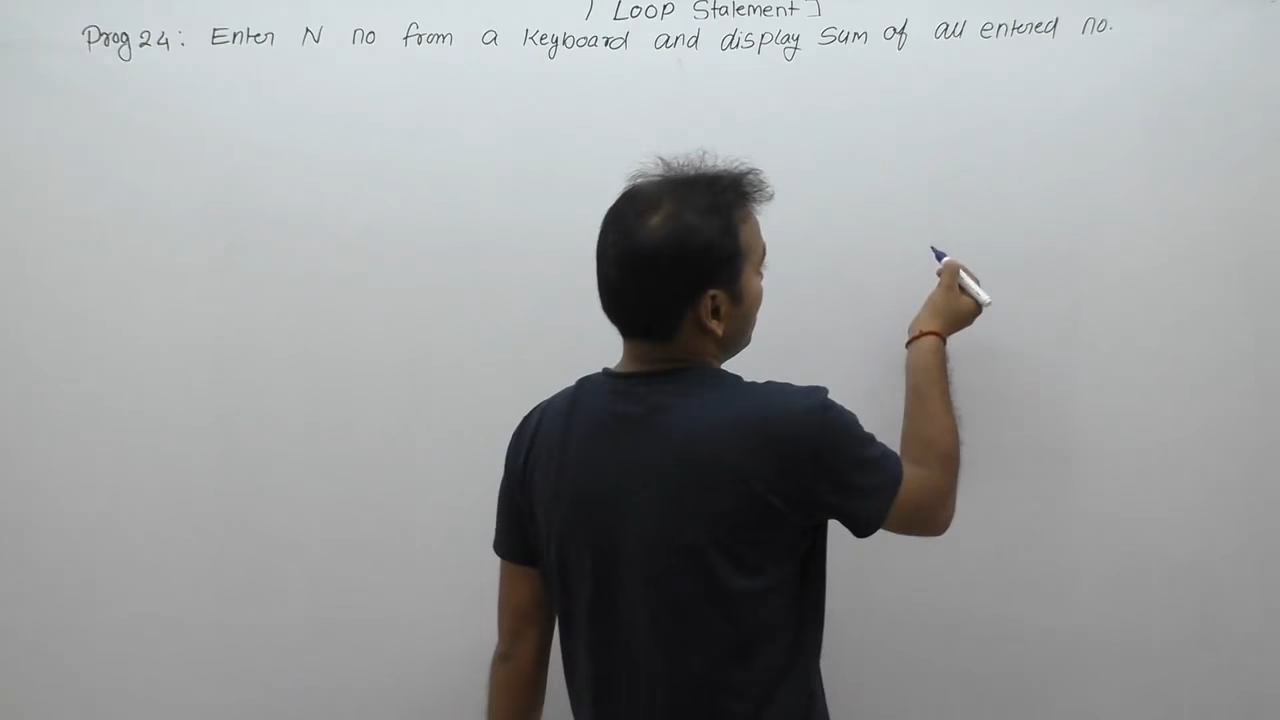 [ Loop Statement ]
Prog 24: Enter N no from a keyboard and display sum of all entered no.